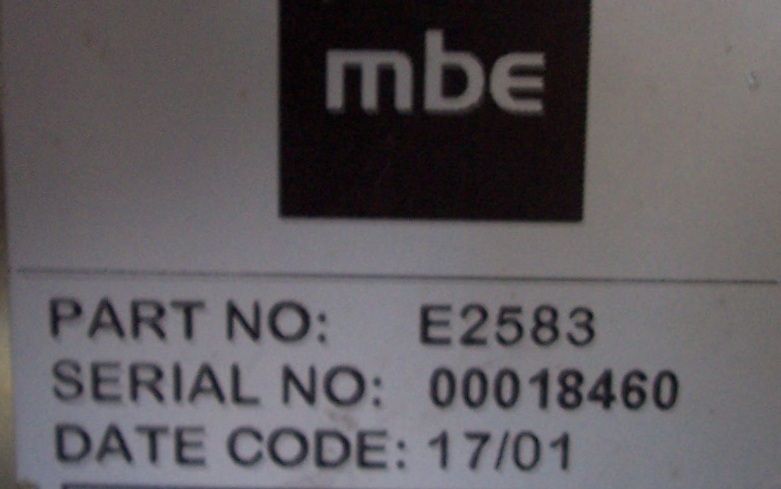 mbe
PART NO: E2583
SERIAL NO: 00018460
DATE CODE: 17/01